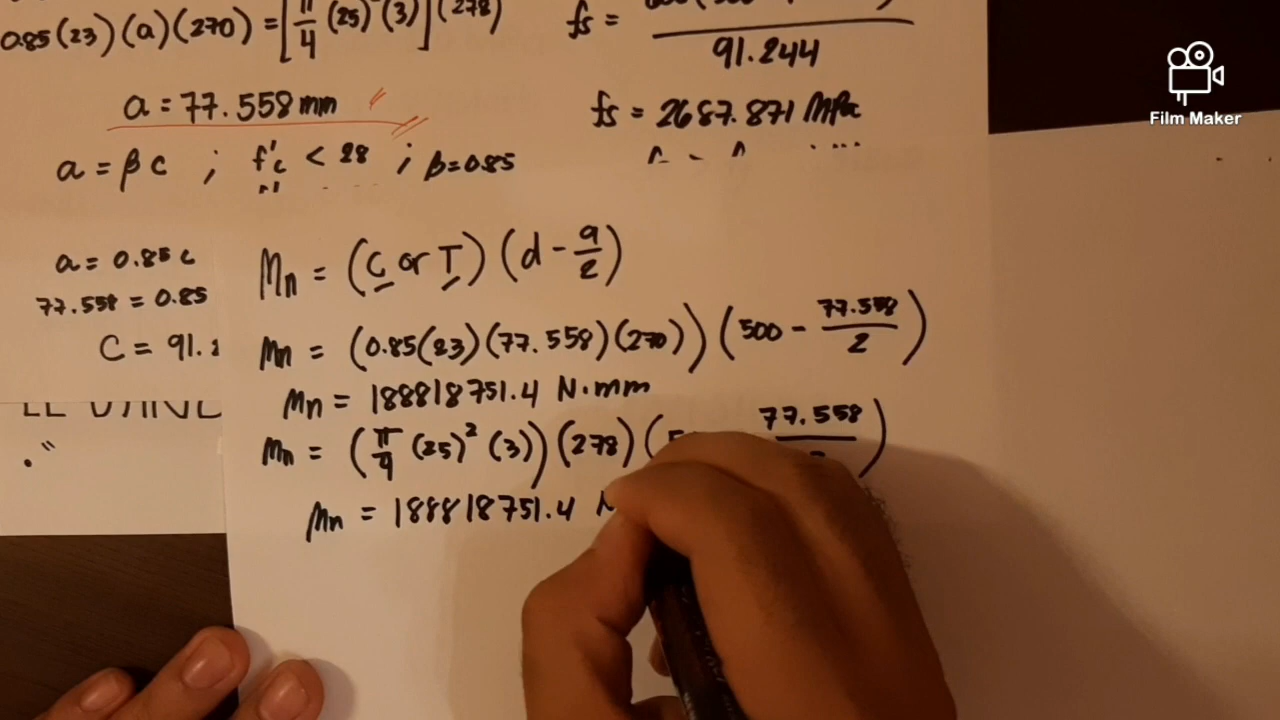 0.85(23)(a)(270) = [π/4 (25)² (3)](278)
a = 77.558 mm
a = βc ; f'c < 28 ; β=0.85
a = 0.85 c
77.558 = 0.85
C = 91.2
fs =
91.244
fs = 2687.871 MPa
Mn = (C or T)(d - a/2)
Mn = (0.85(23)(77.558)(270))(500 - 77.558/2)
Mn = 188818751.4 N·mm
Mn = (π/4 (25)² (3))(278)( 77.558
Mn = 188818751.4 N
Film Maker